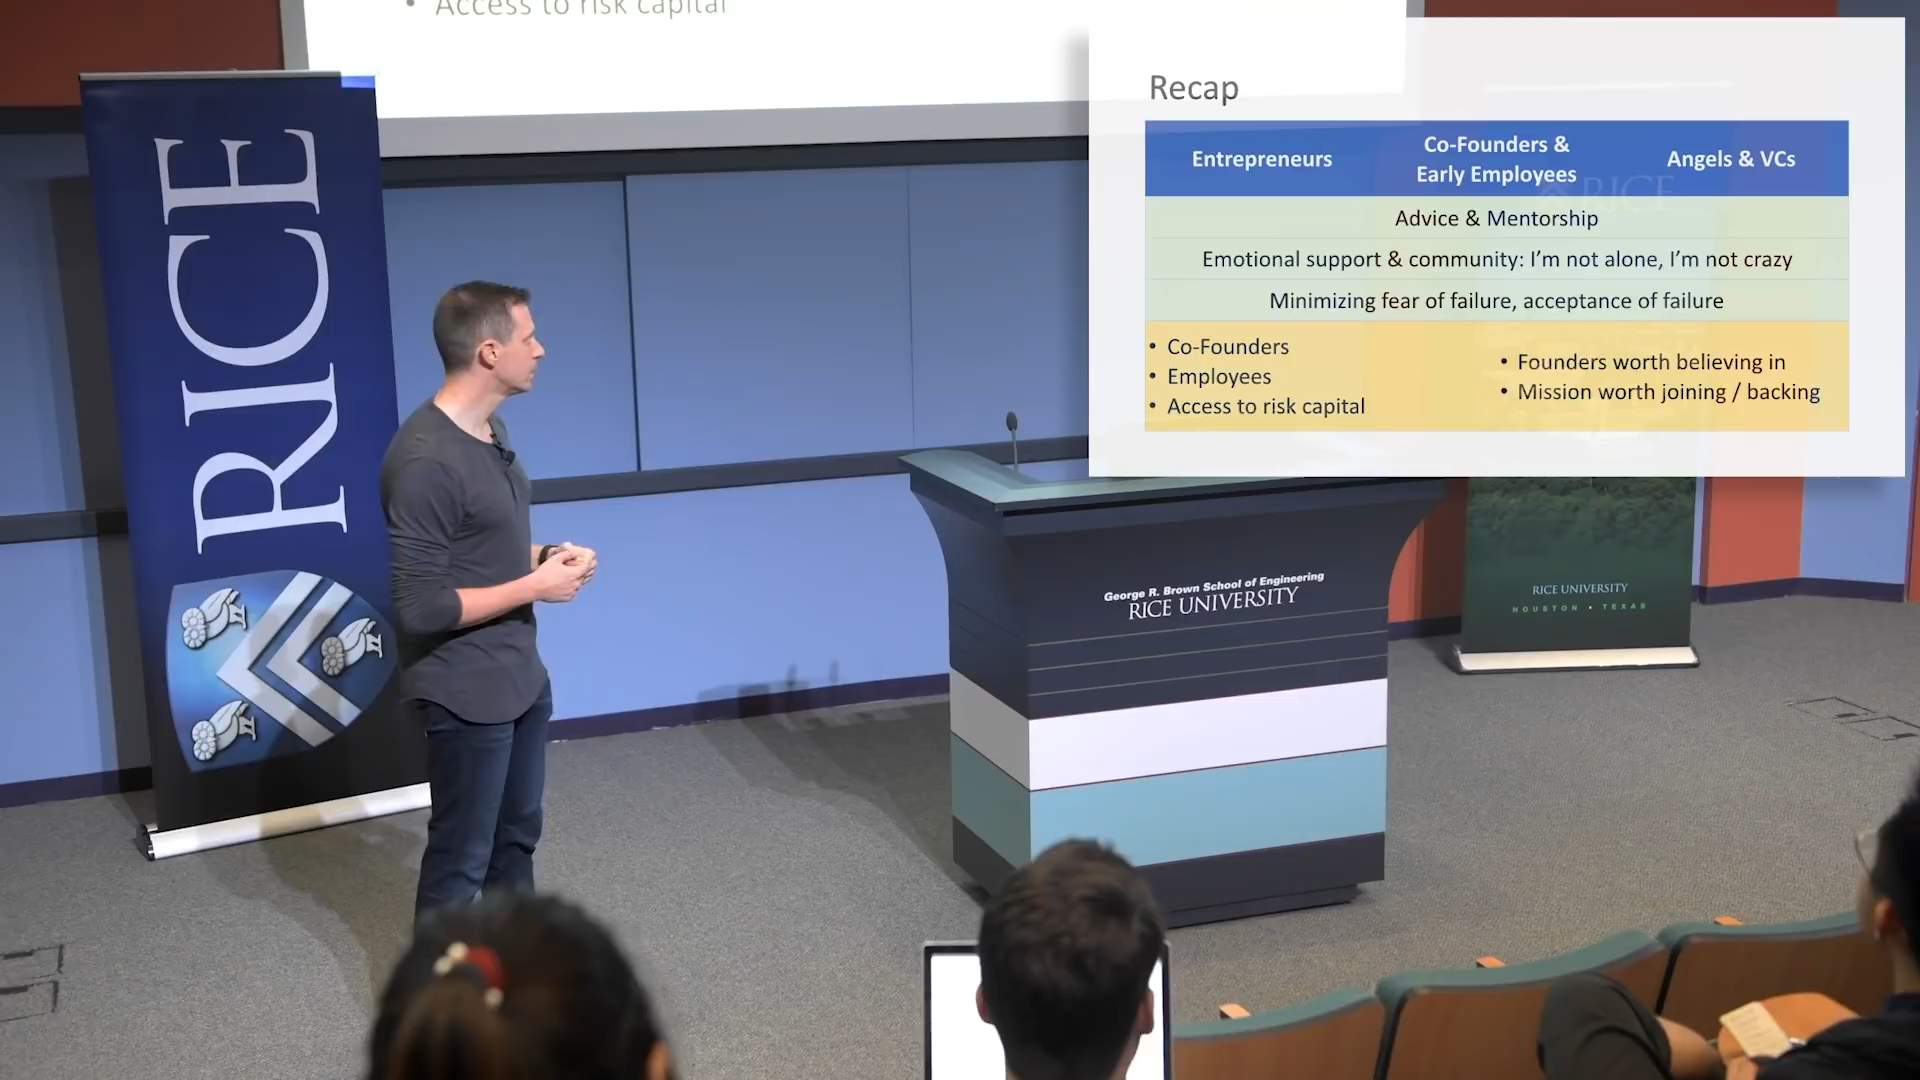 • Access to risk capital
Recap
Entrepreneurs
Co-Founders &
Early Employees
Angels & VCs
Advice & Mentorship
Emotional support & community: I'm not alone, I'm not crazy
Minimizing fear of failure, acceptance of failure
• Co-Founders
• Employees
• Access to risk capital
• Founders worth believing in
• Mission worth joining / backing
RICE
RICE
George R. Brown School of Engineering
RICE UNIVERSITY
RICE UNIVERSITY
HOUSTON • TEXAS